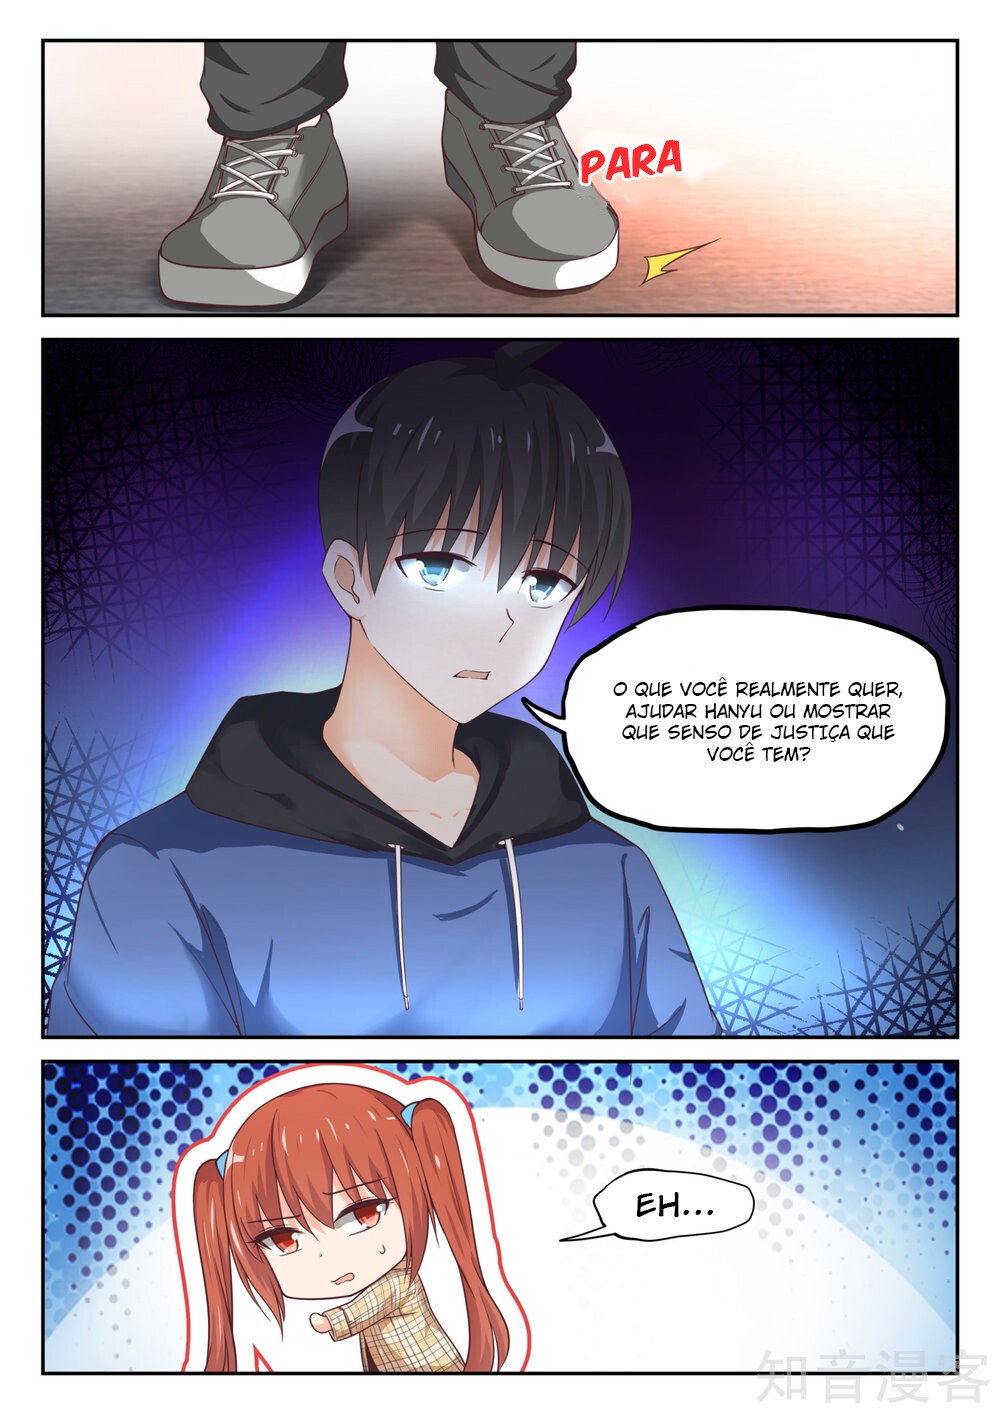 PARA
O QUE VOCÊ REALMENTE QUER,
AJUDAR HANYU OU MOSTRAR
QUE SENSO DE JUSTIÇA QUE
VOCÊ TEM?
EH...
知音漫客